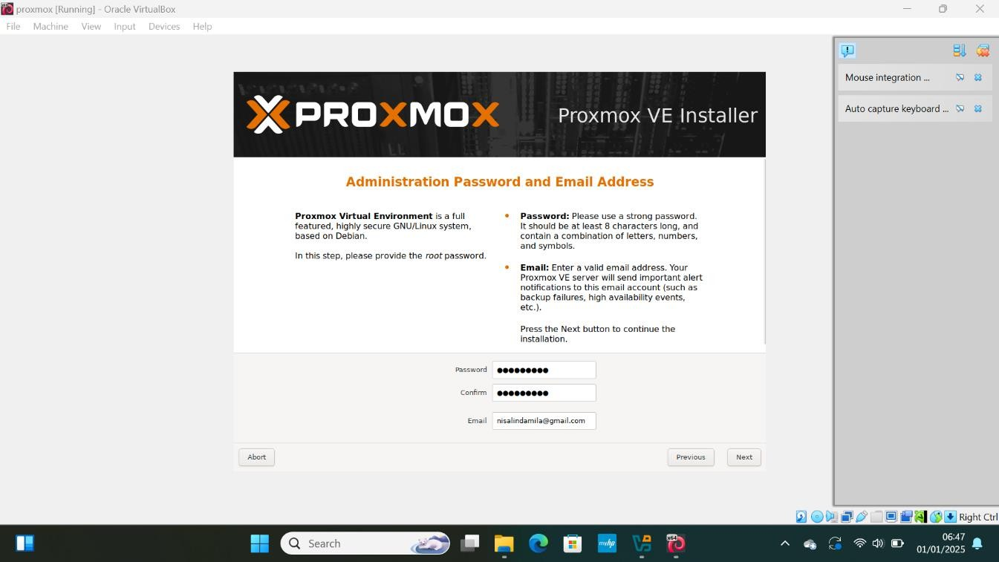 proxmox [Running] - Oracle VirtualBox
File Machine View Input Devices Help
Mouse integration ...
Auto capture keyboard ...
PROXMOX
Proxmox VE Installer
Administration Password and Email Address
Proxmox Virtual Environment is a full
featured, highly secure GNU/Linux system,
based on Debian.
In this step, please provide the root password.
Password: Please use a strong password.
It should be at least 8 characters long, and
contain a combination of letters, numbers,
and symbols.
Email: Enter a valid email address. Your
Proxmox VE server will send important alert
notifications to this email account (such as
backup failures, high availability events,
etc.).
Press the Next button to continue the
installation.
Password ●●●●●●●●●
Confirm ●●●●●●●●●
Email nisalindamila@gmail.com
Abort Previous Next
Right Ctrl
Search
myhp
x64
06:47
01/01/2025